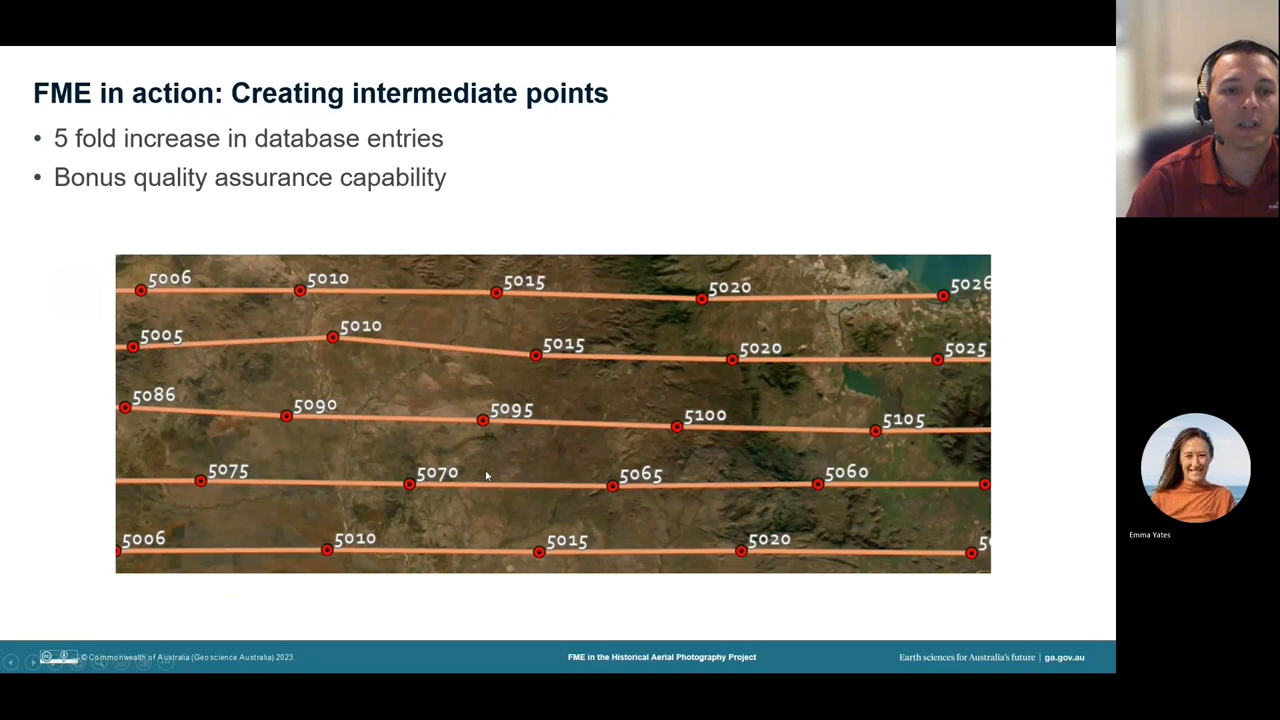 FME in action: Creating intermediate points
• 5 fold increase in database entries
• Bonus quality assurance capability
5006 5010 5015 5020 5026
5005 5010 5015 5020 5025
5086 5090 5095 5100 5105
5075 5070 5065 5060
5006 5010 5015 5020
Emma Yates
© Commonwealth of Australia (Geoscience Australia) 2023. FME in the Historical Aerial Photography Project Earth sciences for Australia's future | ga.gov.au